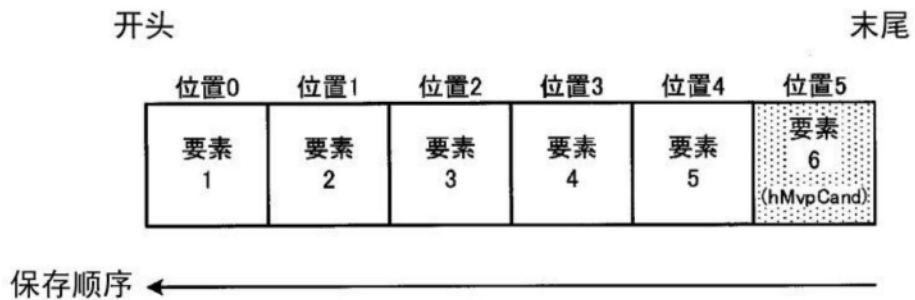 开头 末尾
位置0 位置1 位置2 位置3 位置4 位置5
要素 要素 要素 要素 要素 要素
1 2 3 4 5 6
(hMvpCand)
保存顺序